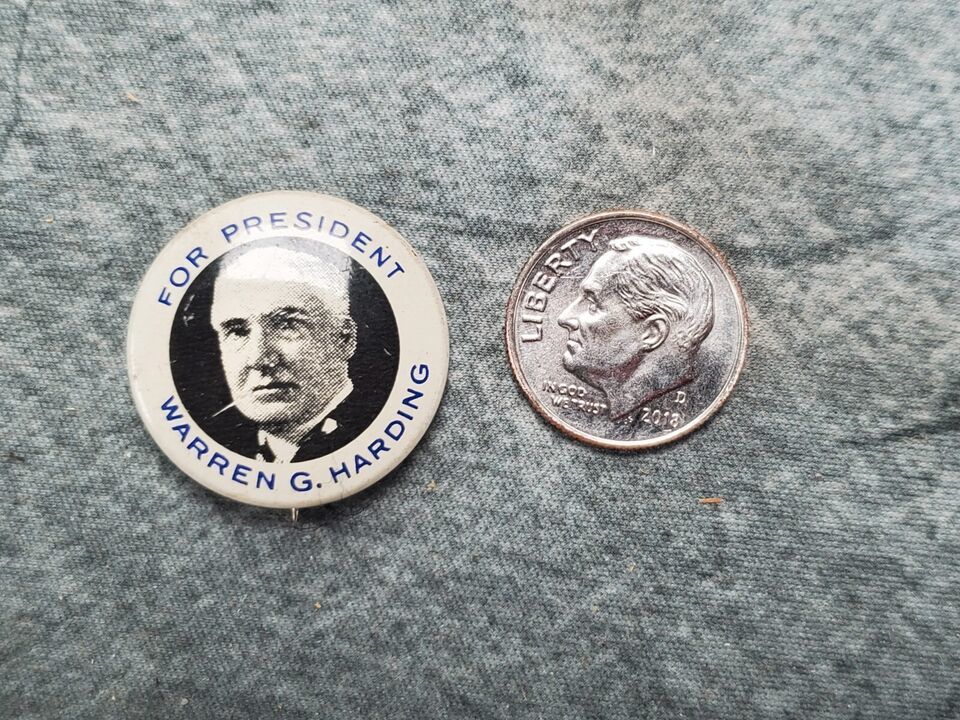 FOR PRESIDENT
WARREN G. HARDING
LIBERTY
IN GOD
WE TRUST
D
2018